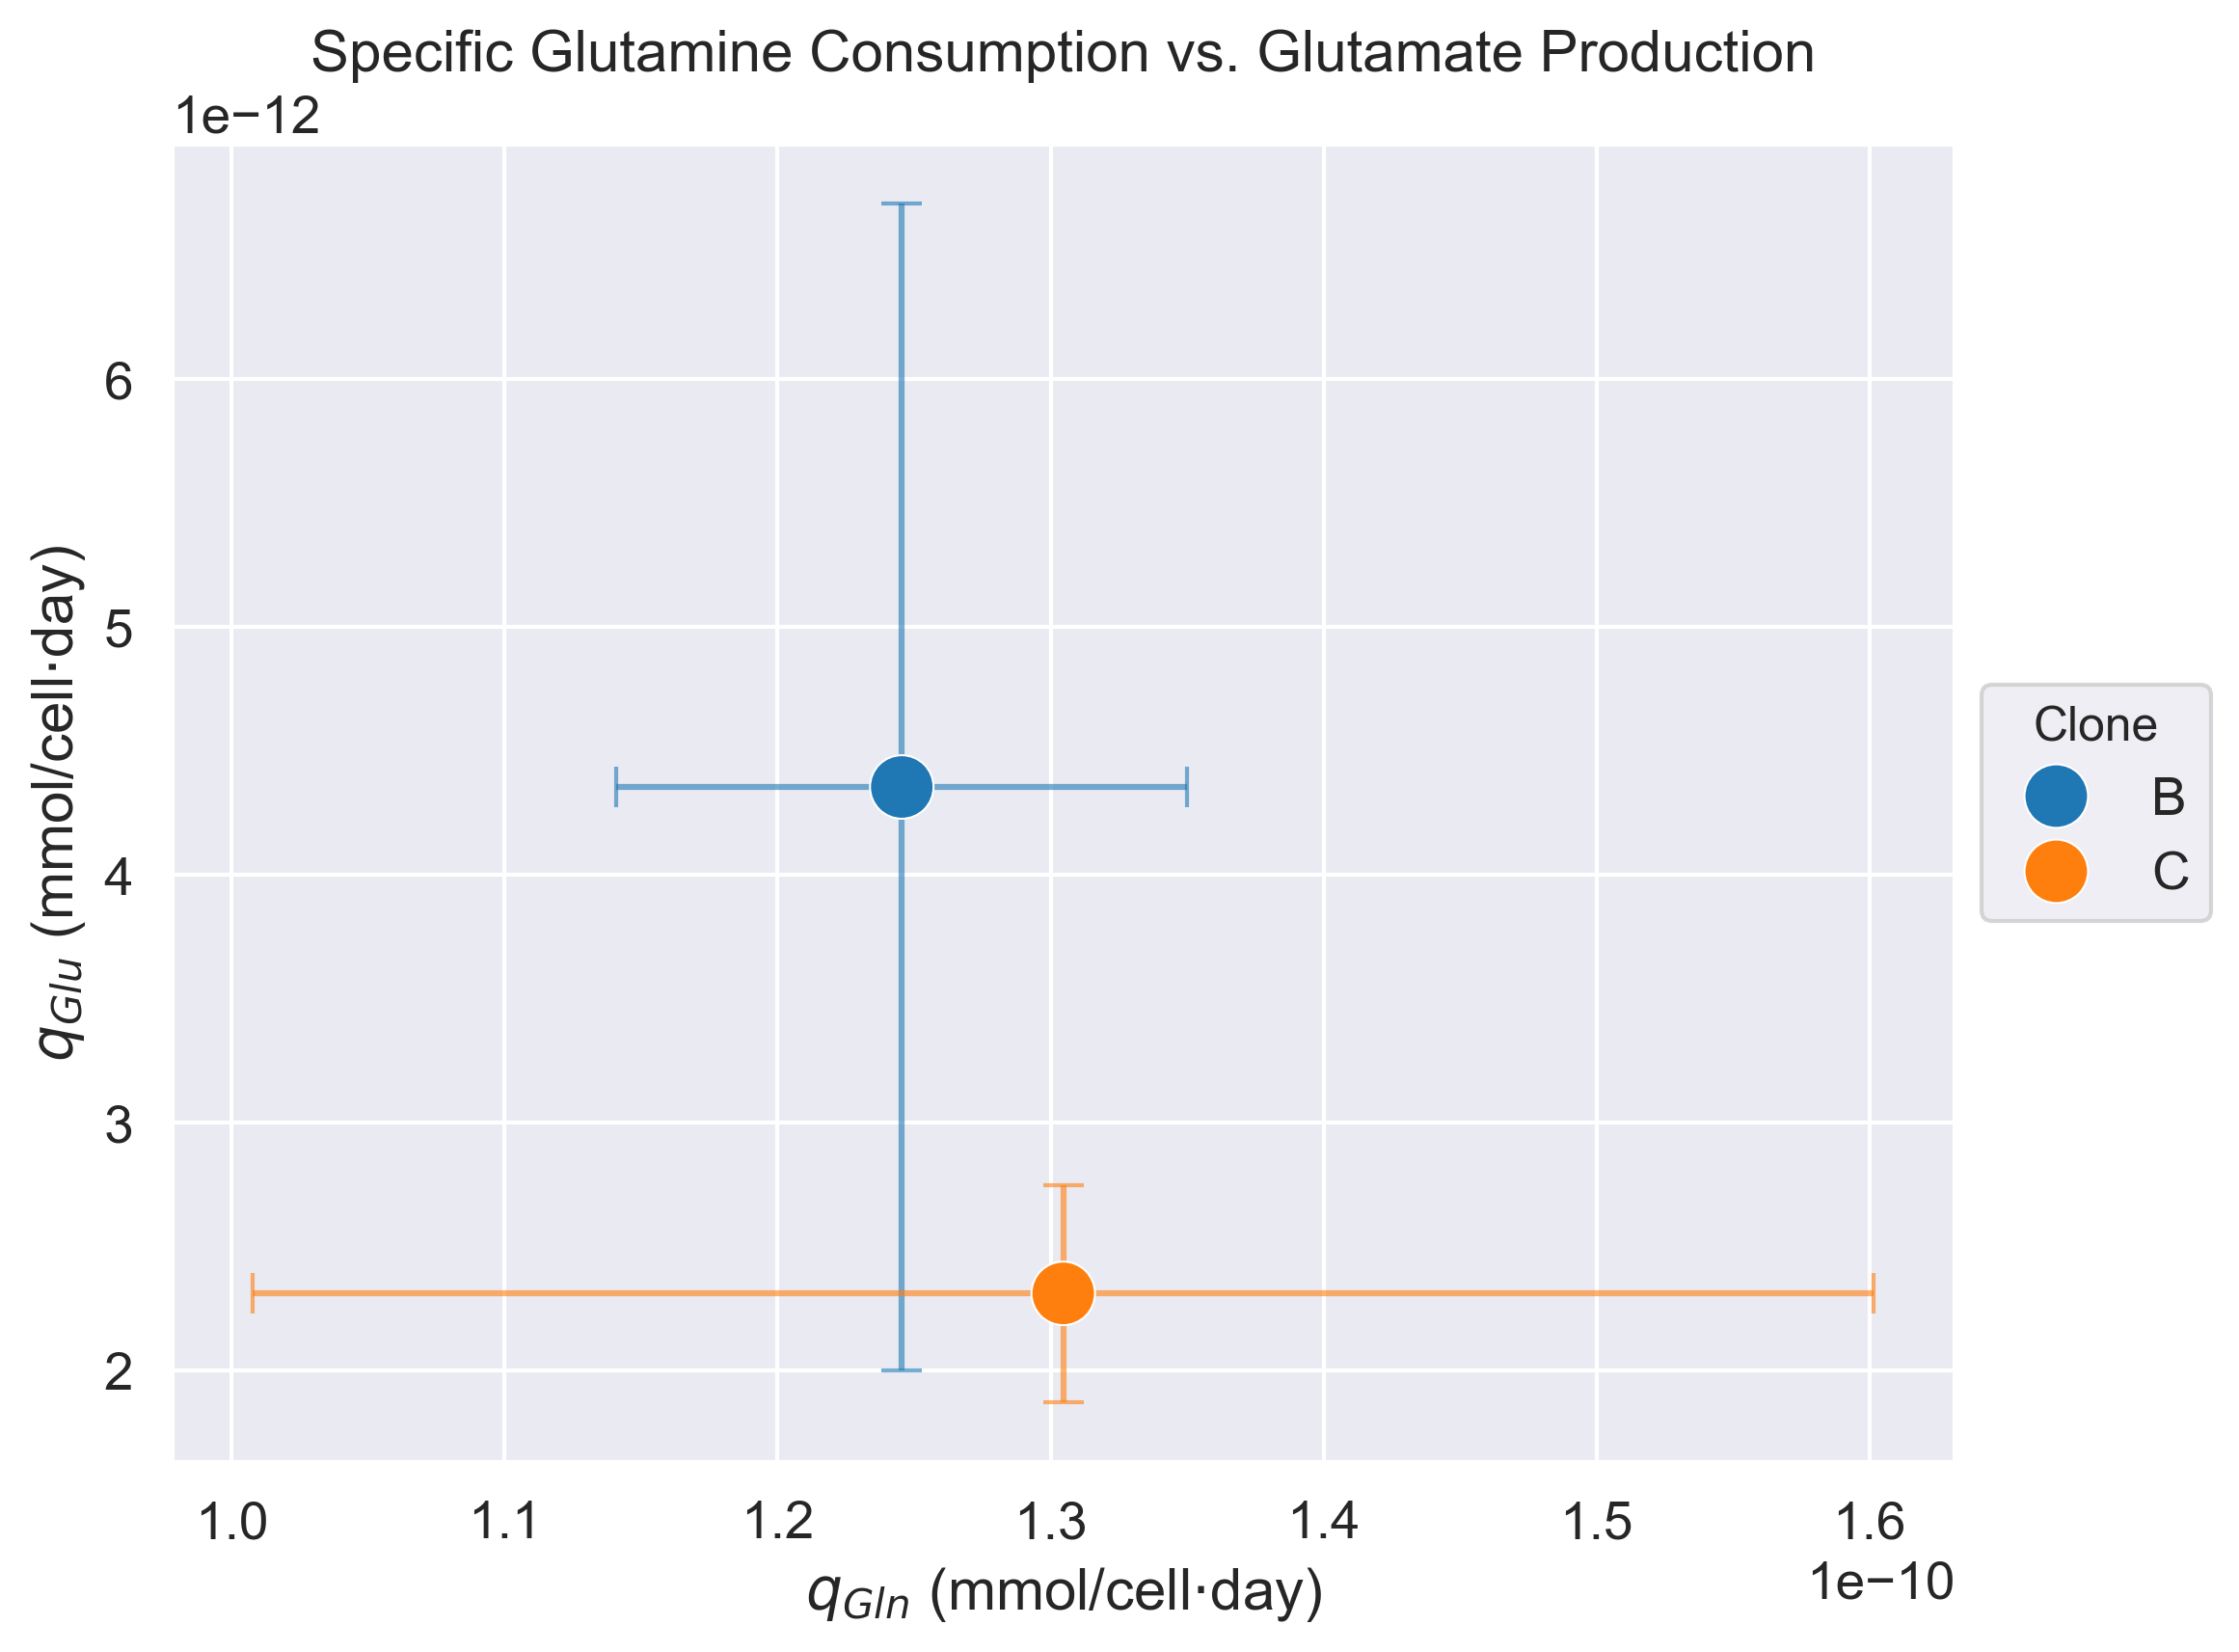 Specific Glutamine Consumption vs. Glutamate Production
1e−12
6
5
4
3
2
q_Glu (mmol/cell·day)
1.0 1.1 1.2 1.3 1.4 1.5 1.6
1e−10
q_Gln (mmol/cell·day)
Clone
B
C